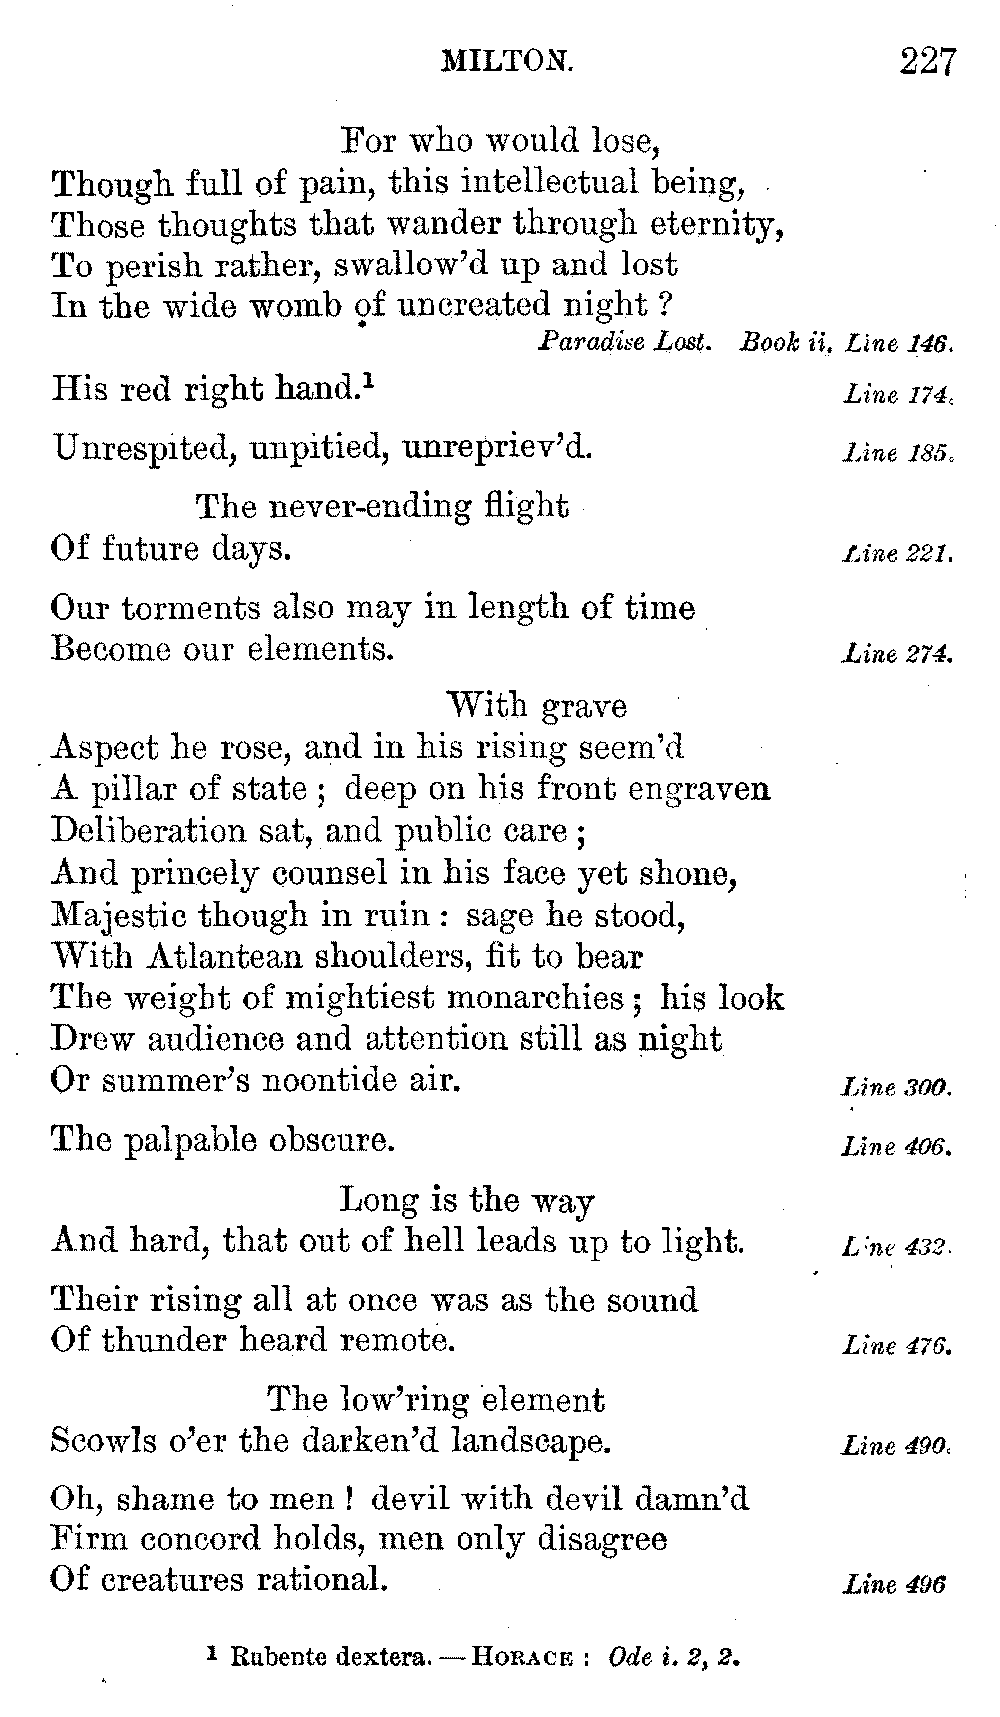 MILTON. 227
For who would lose,
Though full of pain, this intellectual being,
Those thoughts that wander through eternity,
To perish rather, swallow'd up and lost
In the wide womb of uncreated night ?
Paradise Lost. Book ii. Line 146.
His red right hand.¹ Line 174.
Unrespited, unpitied, unrepriev'd. Line 185.
The never-ending flight
Of future days. Line 221.
Our torments also may in length of time
Become our elements. Line 274.
With grave
Aspect he rose, and in his rising seem'd
A pillar of state ; deep on his front engraven
Deliberation sat, and public care ;
And princely counsel in his face yet shone,
Majestic though in ruin : sage he stood,
With Atlantean shoulders, fit to bear
The weight of mightiest monarchies ; his look
Drew audience and attention still as night
Or summer's noontide air. Line 300.
The palpable obscure. Line 406.
Long is the way
And hard, that out of hell leads up to light. Line 432.
Their rising all at once was as the sound
Of thunder heard remote. Line 476.
The low'ring element
Scowls o'er the darken'd landscape. Line 490.
Oh, shame to men ! devil with devil damn'd
Firm concord holds, men only disagree
Of creatures rational. Line 496
¹ Rubente dextera. — HORACE : Ode i. 2, 2.